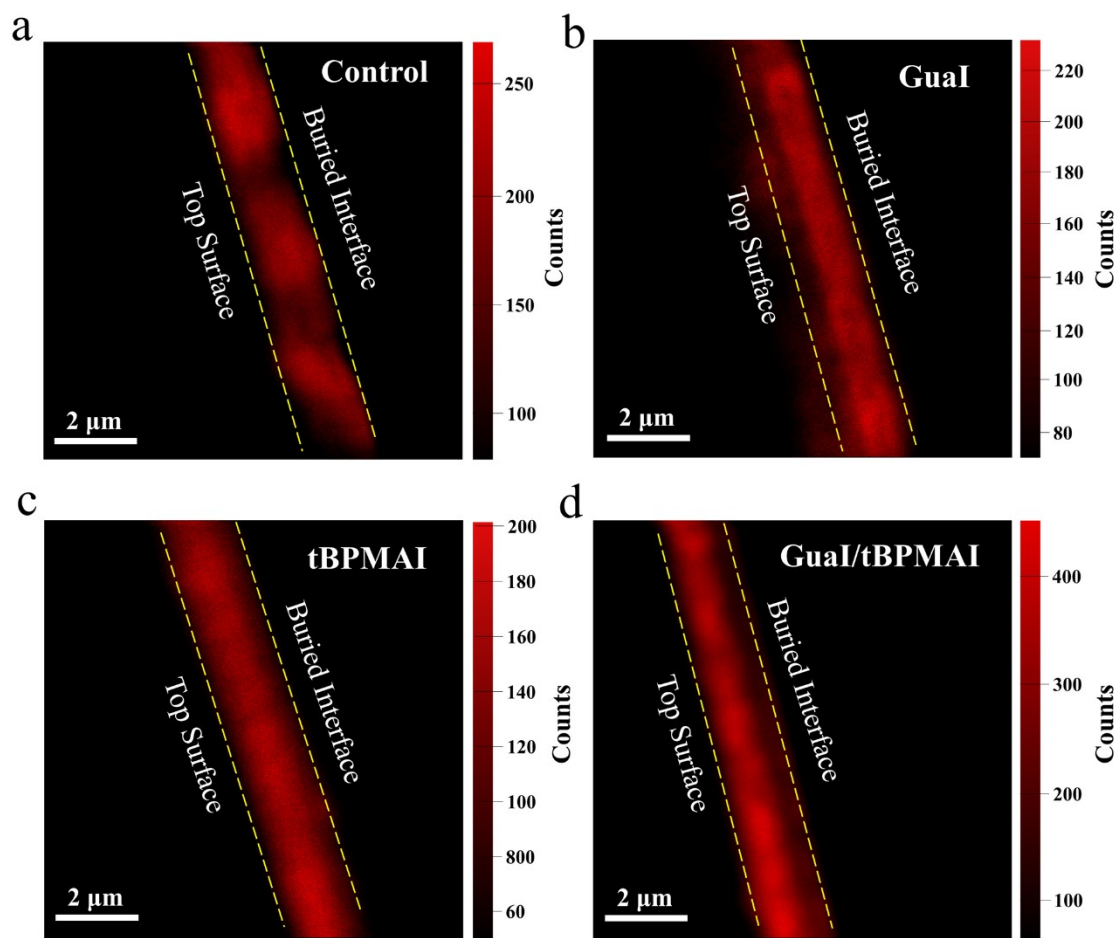 a
Control
Top Surface
Buried Interface
2 μm
250
200
150
100
Counts
b
GuaI
Top Surface
Buried Interface
2 μm
220
200
180
160
140
120
100
80
Counts
c
tBPMAI
Top Surface
Buried Interface
2 μm
200
180
160
140
120
100
800
60
Counts
d
GuaI/tBPMAI
Top Surface
Buried Interface
2 μm
400
300
200
100
Counts